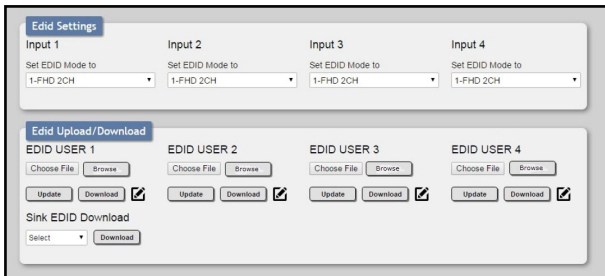 Edid Settings
Input 1 Input 2 Input 3 Input 4
Set EDID Mode to Set EDID Mode to Set EDID Mode to Set EDID Mode to
1-FHD 2CH 1-FHD 2CH 1-FHD 2CH 1-FHD 2CH
Edid Upload/Download
EDID USER 1 EDID USER 2 EDID USER 3 EDID USER 4
Choose File Browse Choose File Browse Choose File Browse Choose File Browse
Update Download Update Download Update Download Update Download
Sink EDID Download
Select Download